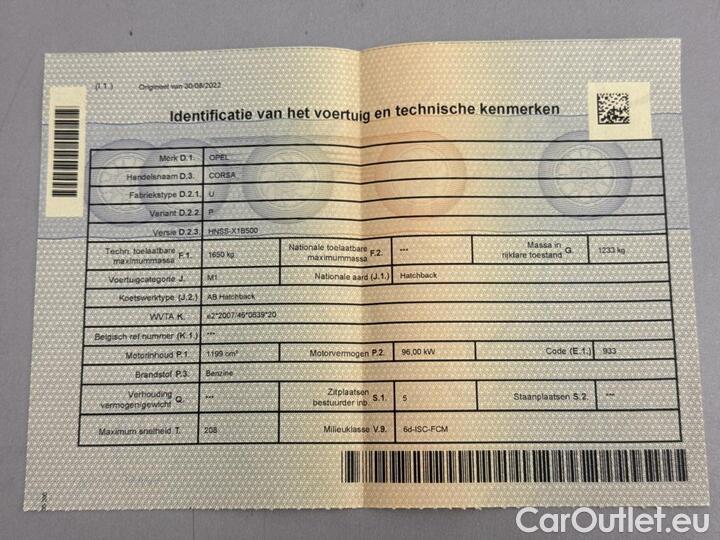 (I.1.) Origineel van 30/08/2022
Identificatie van het voertuig en technische kenmerken
Merk D.1. OPEL
Handelsnaam D.3. CORSA
Fabriekstype D.2.1. U
Variant D.2.2. P
Versie D.2.3. HNSS-X1B500
Techn. toelaatbare maximummassa F.1. 1650 kg Nationale toelaatbare maximummassa F.2. *** Massa in rijklare toestand G. 1233 kg
Voertuigcategorie J. M1 Nationale aard (J.1.) Hatchback
Koetswerktype (J.2.) AB Hatchback
WVTA K. e2*2007/46*0639*20
Belgisch ref nummer (K.1.) ***
Motorinhoud P.1. 1199 cm³ Motorvermogen P.2. 96,00 kW Code (E.1.) 933
Brandstof P.3. Benzine
Verhouding vermogen/gewicht Q. *** Zitplaatsen bestuurder inb. S.1. 5 Staanplaatsen S.2. ***
Maximum snelheid T. 208 Milieuklasse V.9. 6d-ISC-FCM
CarOutlet.eu